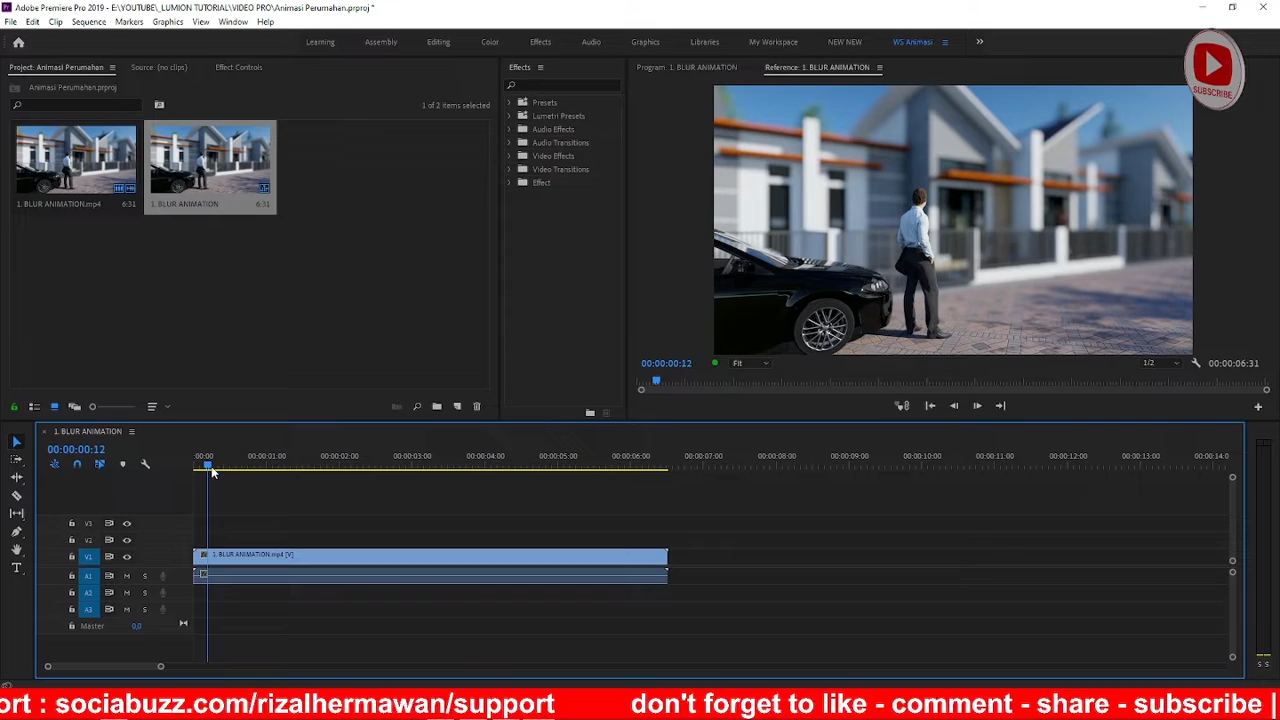 Adobe Premiere Pro 2019 - E:\YOUTUBE\_LUMION TUTORIAL\VIDEO PRO\Animasi Perumahan.prproj *
File Edit Clip Sequence Markers Graphics View Window Help
Learning Assembly Editing Color Effects Audio Graphics Libraries My Workspace NEW NEW WS Animasi
SUBSCRIBE
Project: Animasi Perumahan Source: (no clips) Effect Controls
Effects
Program: 1. BLUR ANIMATION Reference: 1. BLUR ANIMATION
Animasi Perumahan.prproj
1 of 2 items selected
1. BLUR ANIMATION.mp4 6:31
1. BLUR ANIMATION 6:31
Presets
Lumetri Presets
Audio Effects
Audio Transitions
Video Effects
Video Transitions
Effect
00:00:00:12 Fit 1/2 00:00:06:31
1. BLUR ANIMATION
00:00:00:12
:00:00 00:00:01:00 00:00:02:00 00:00:03:00 00:00:04:00 00:00:05:00 00:00:06:00 00:00:07:00 00:00:08:00 00:00:09:00 00:00:10:00 00:00:11:00 00:00:12:00 00:00:13:00 00:00:14:0
V3
V2
V1 1. BLUR ANIMATION.mp4 [V]
A1 M S
A2 M S
A3 M S
Master 0,0
S S
ort : sociabuzz.com/rizalhermawan/support don't forget to like - comment - share - subscribe |